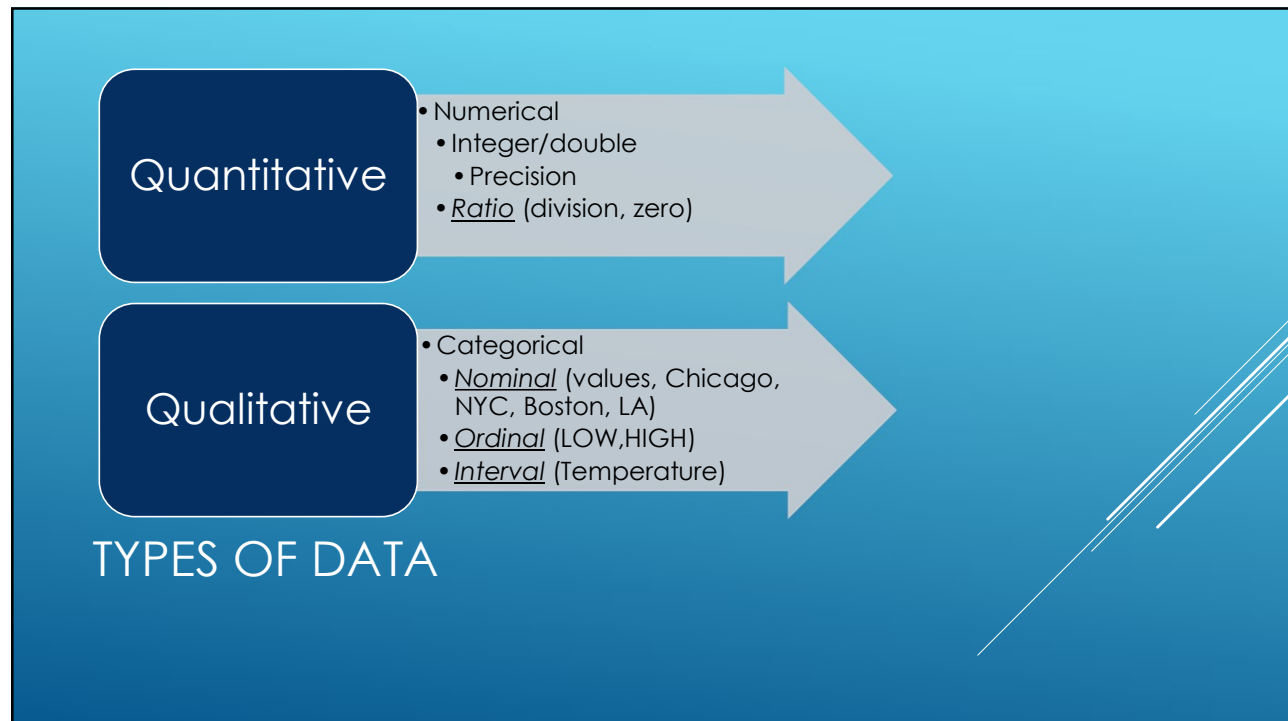 Quantitative
• Numerical
• Integer/double
• Precision
• Ratio (division, zero)
Qualitative
• Categorical
• Nominal (values, Chicago,
NYC, Boston, LA)
• Ordinal (LOW,HIGH)
• Interval (Temperature)
TYPES OF DATA